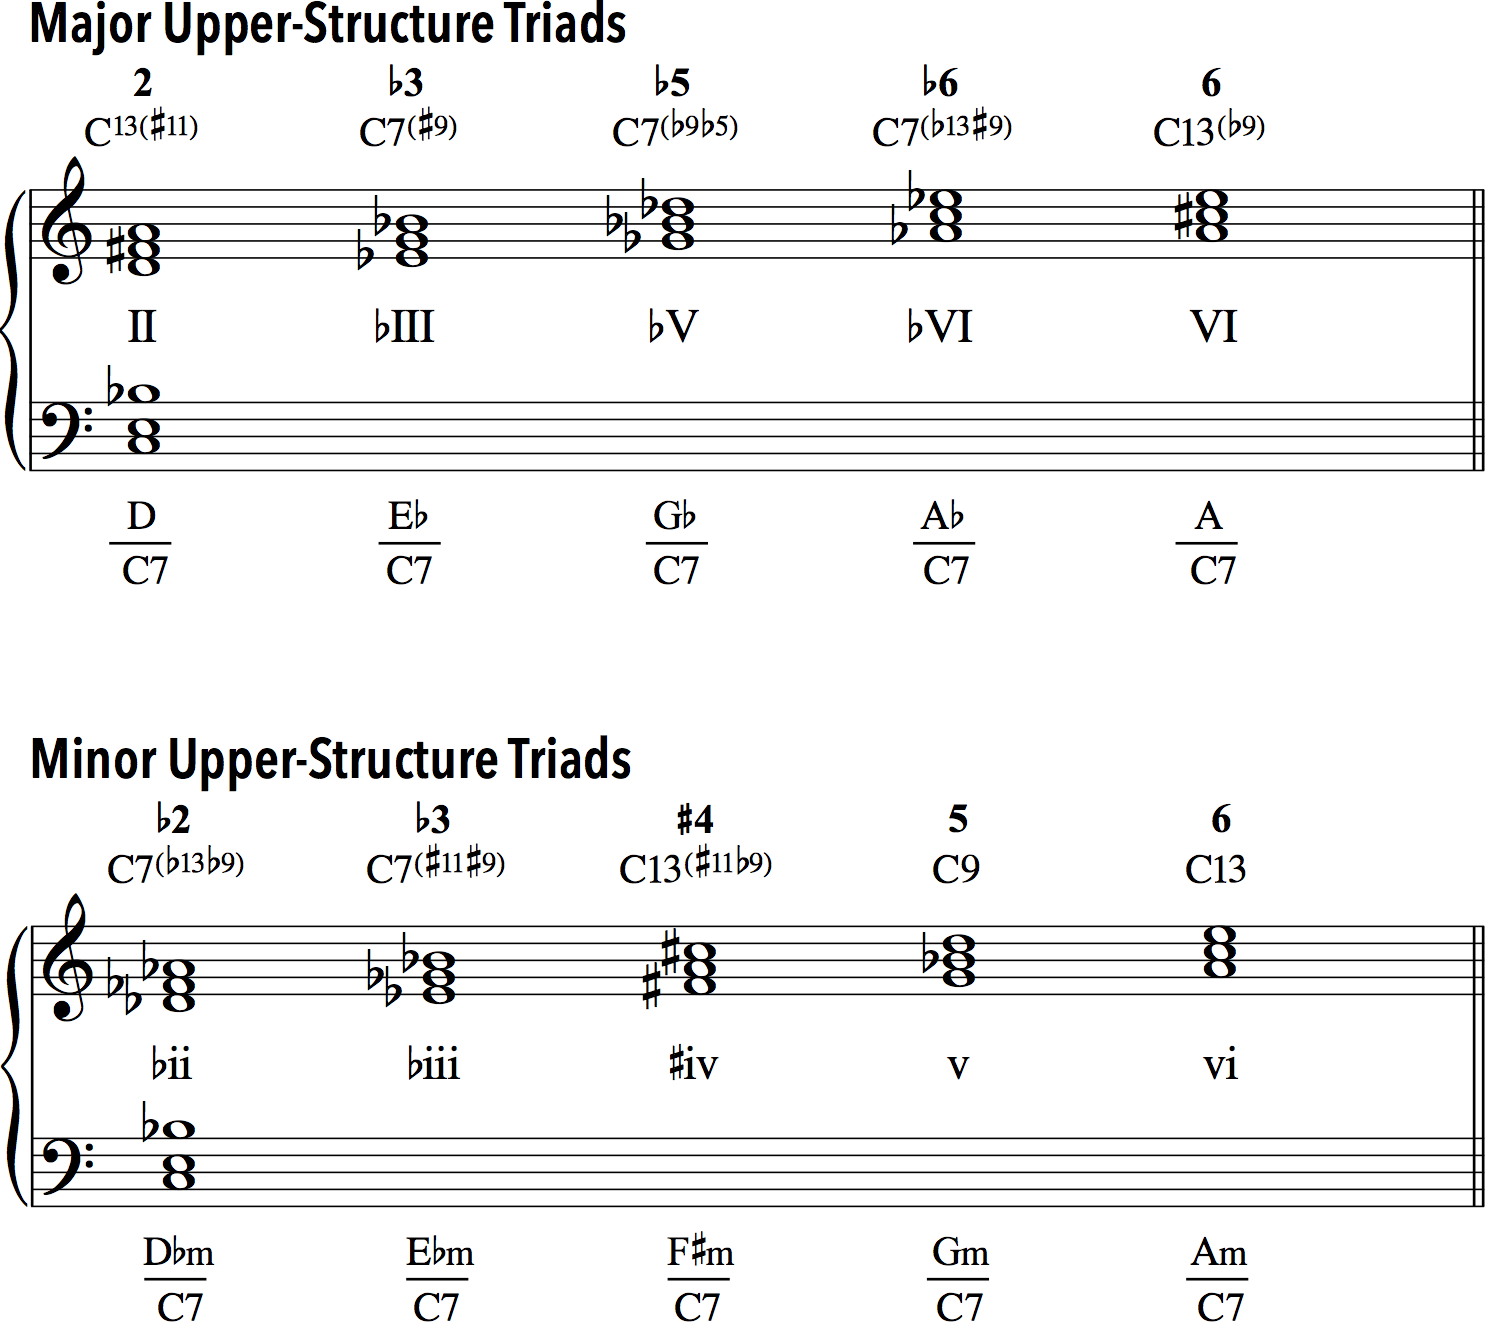 Major Upper-Structure Triads
2 ♭3 ♭5 ♭6 6
C13(♯11) C7(♯9) C7(♭9♭5) C7(♭13♯9) C13(♭9)
II ♭III ♭V ♭VI VI
D E♭ G♭ A♭ A
C7 C7 C7 C7 C7
Minor Upper-Structure Triads
♭2 ♭3 ♯4 5 6
C7(♭13♭9) C7(♯11♯9) C13(♯11♭9) C9 C13
♭ii ♭iii ♯iv v vi
D♭m E♭m F♯m Gm Am
C7 C7 C7 C7 C7